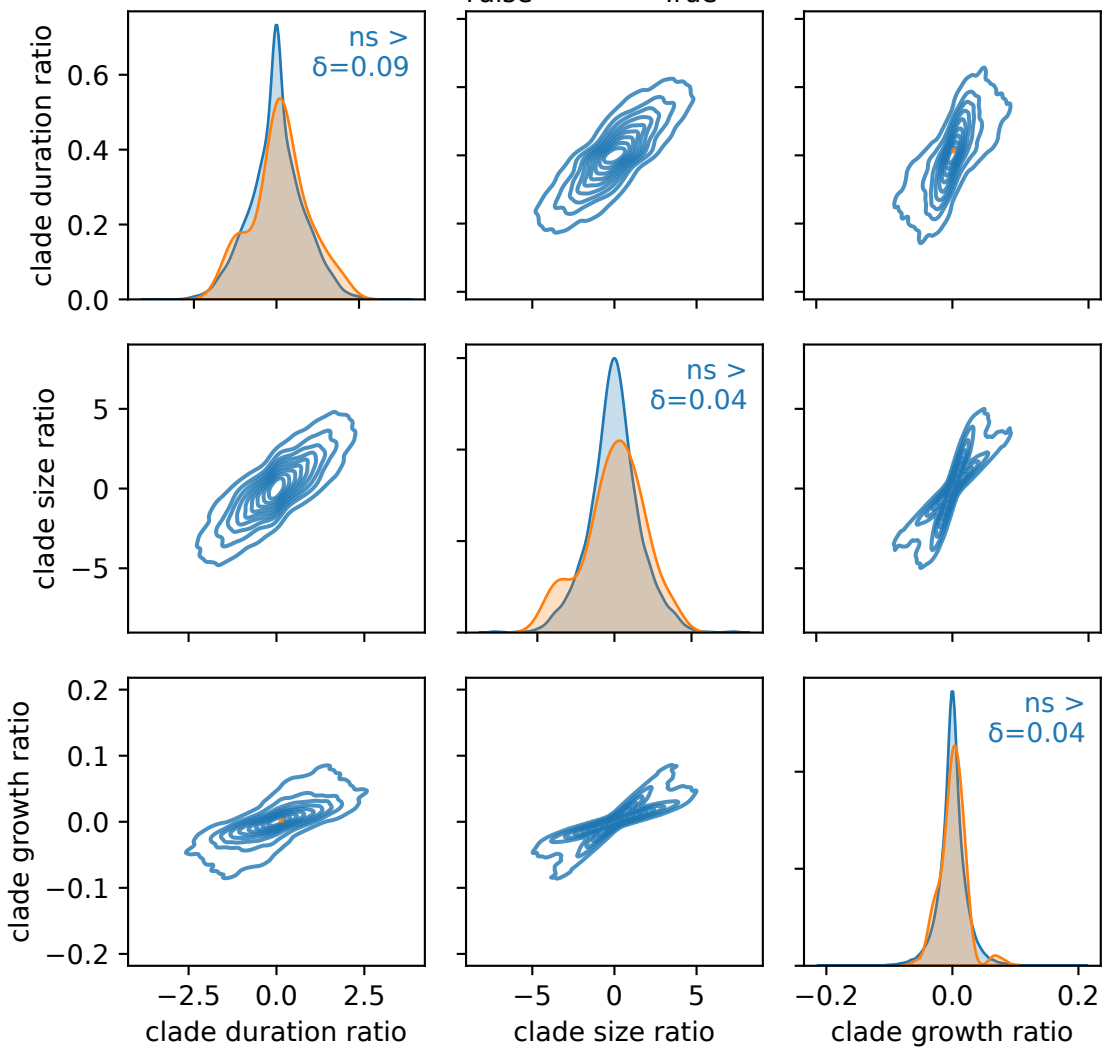 clade duration ratio
0.6
0.4
0.2
0.0
ns >
δ=0.09
clade size ratio
5
0
−5
ns >
δ=0.04
clade growth ratio
0.2
0.1
0.0
−0.1
−0.2
ns >
δ=0.04
−2.5 0.0 2.5
−5 0 5
−0.2 0.0 0.2
clade duration ratio
clade size ratio
clade growth ratio